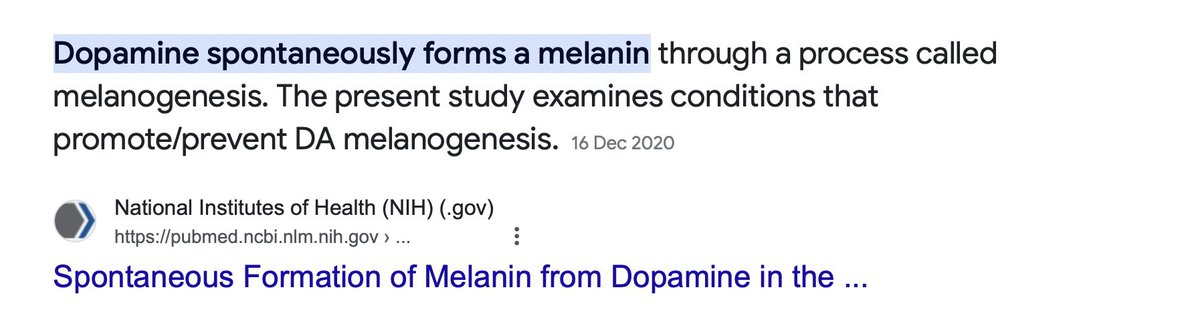 Dopamine spontaneously forms a melanin through a process called
melanogenesis. The present study examines conditions that
promote/prevent DA melanogenesis. 16 Dec 2020
National Institutes of Health (NIH) (.gov)
https://pubmed.ncbi.nlm.nih.gov › ...
Spontaneous Formation of Melanin from Dopamine in the ...